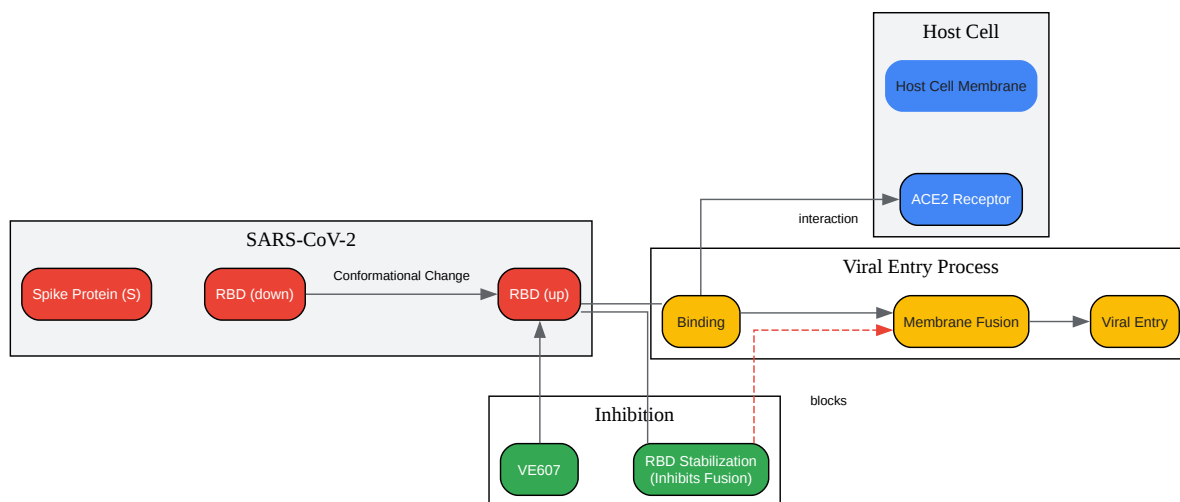 Host Cell
Host Cell Membrane
ACE2 Receptor
interaction
SARS-CoV-2
Spike Protein (S)
RBD (down)
Conformational Change
RBD (up)
Viral Entry Process
Binding
Membrane Fusion
Viral Entry
blocks
Inhibition
VE607
RBD Stabilization
(Inhibits Fusion)